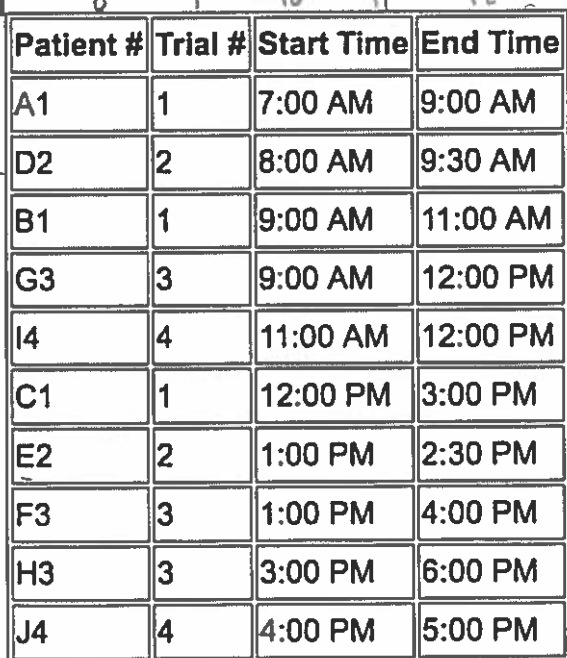 Patient # Trial # Start Time End Time
A1 1 7:00 AM 9:00 AM
D2 2 8:00 AM 9:30 AM
B1 1 9:00 AM 11:00 AM
G3 3 9:00 AM 12:00 PM
I4 4 11:00 AM 12:00 PM
C1 1 12:00 PM 3:00 PM
E2 2 1:00 PM 2:30 PM
F3 3 1:00 PM 4:00 PM
H3 3 3:00 PM 6:00 PM
J4 4 4:00 PM 5:00 PM